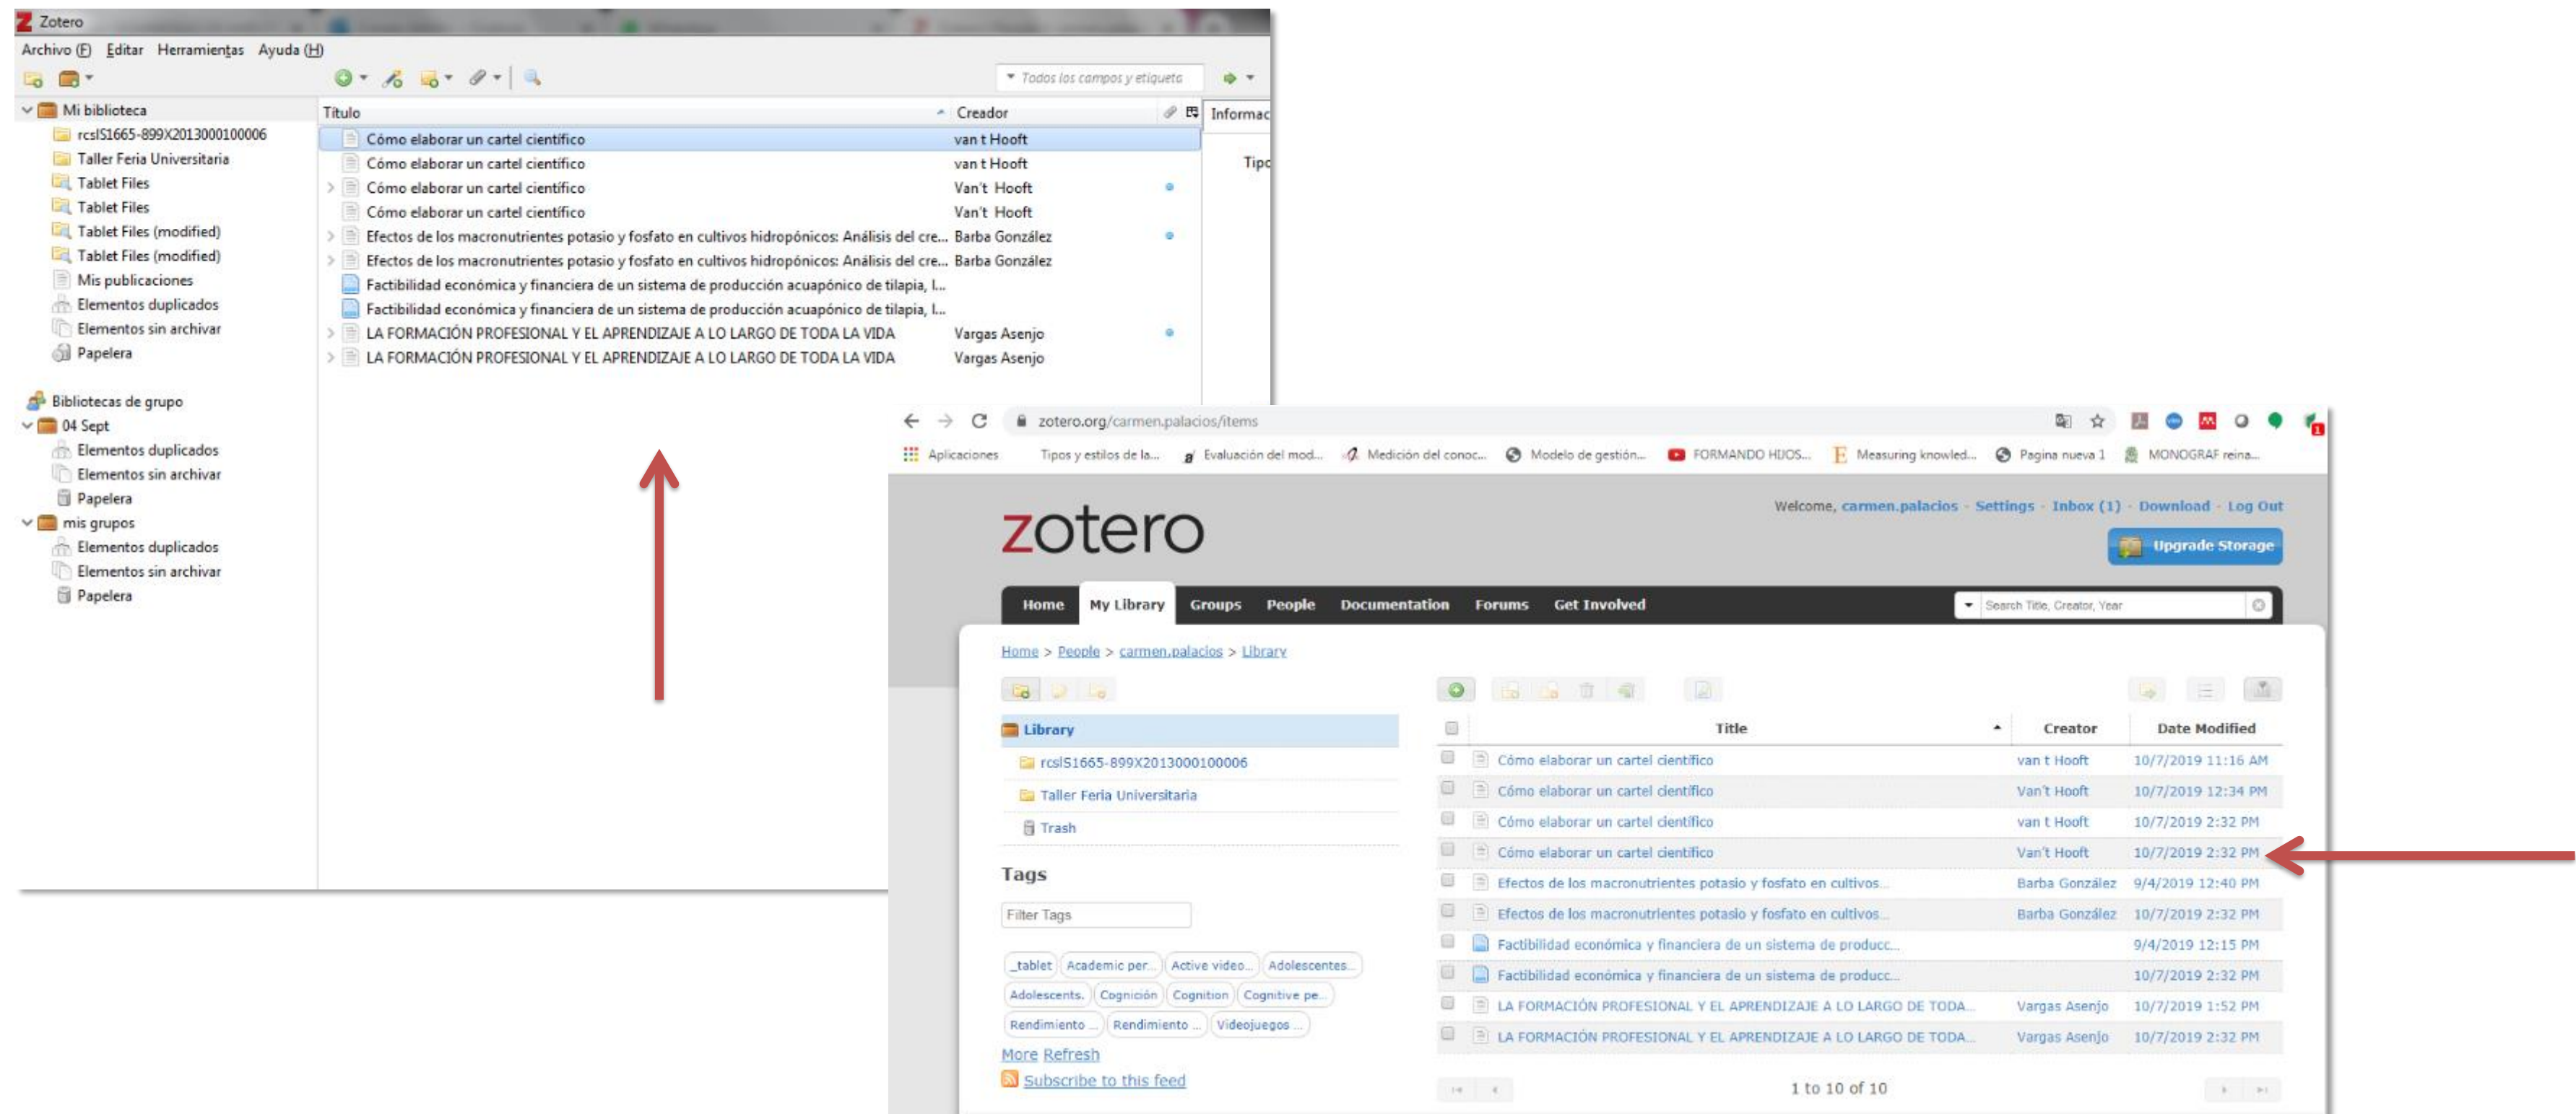 Zotero
Archivo (F) Editar Herramientas Ayuda (H)
Todos los campos y etiqueta
Mi biblioteca
rcslS1665-899X2013000100006
Taller Feria Universitaria
Tablet Files
Tablet Files
Tablet Files (modified)
Tablet Files (modified)
Mis publicaciones
Elementos duplicados
Elementos sin archivar
Papelera
Bibliotecas de grupo
04 Sept
Elementos duplicados
Elementos sin archivar
Papelera
mis grupos
Elementos duplicados
Elementos sin archivar
Papelera
Título Creador Informac
Cómo elaborar un cartel científico van t Hooft
Cómo elaborar un cartel científico van t Hooft
Tipo
Cómo elaborar un cartel científico Van't Hooft
Cómo elaborar un cartel científico Van't Hooft
Efectos de los macronutrientes potasio y fosfato en cultivos hidropónicos: Análisis del cre... Barba González
Efectos de los macronutrientes potasio y fosfato en cultivos hidropónicos: Análisis del cre... Barba González
Factibilidad económica y financiera de un sistema de producción acuapónico de tilapia, l...
Factibilidad económica y financiera de un sistema de producción acuapónico de tilapia, l...
LA FORMACIÓN PROFESIONAL Y EL APRENDIZAJE A LO LARGO DE TODA LA VIDA Vargas Asenjo
LA FORMACIÓN PROFESIONAL Y EL APRENDIZAJE A LO LARGO DE TODA LA VIDA Vargas Asenjo
zotero.org/carmen.palacios/items
1
Aplicaciones Tipos y estilos de la... Evaluación del mod... Medición del conoc... Modelo de gestión... FORMANDO HIJOS... Measuring knowled... Pagina nueva 1 MONOGRAF reina...
Welcome, carmen.palacios - Settings - Inbox (1) - Download - Log Out
zotero
Upgrade Storage
Home My Library Groups People Documentation Forums Get Involved Search Title, Creator, Year
Home > People > carmen.palacios > Library
Library
rcslS1665-899X2013000100006
Taller Feria Universitaria
Trash
Tags
Filter Tags
_tablet Academic per... Active video... Adolescentes...
Adolescents. Cognición Cognition Cognitive pe...
Rendimiento ... Rendimiento ... Videojuegos ...
More Refresh
Subscribe to this feed
Title Creator Date Modified
Cómo elaborar un cartel científico van t Hooft 10/7/2019 11:16 AM
Cómo elaborar un cartel científico Van't Hooft 10/7/2019 12:34 PM
Cómo elaborar un cartel científico van t Hooft 10/7/2019 2:32 PM
Cómo elaborar un cartel científico Van't Hooft 10/7/2019 2:32 PM
Efectos de los macronutrientes potasio y fosfato en cultivos... Barba González 9/4/2019 12:40 PM
Efectos de los macronutrientes potasio y fosfato en cultivos... Barba González 10/7/2019 2:32 PM
Factibilidad económica y financiera de un sistema de producc... 9/4/2019 12:15 PM
Factibilidad económica y financiera de un sistema de producc... 10/7/2019 2:32 PM
LA FORMACIÓN PROFESIONAL Y EL APRENDIZAJE A LO LARGO DE TODA... Vargas Asenjo 10/7/2019 1:52 PM
LA FORMACIÓN PROFESIONAL Y EL APRENDIZAJE A LO LARGO DE TODA... Vargas Asenjo 10/7/2019 2:32 PM
1 to 10 of 10